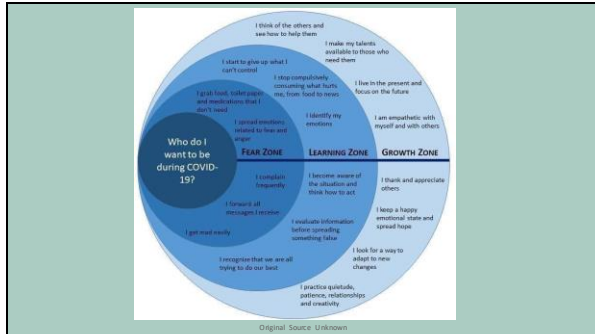 I think of the others and
see how to help them
I make my talents
available to those who
need them
I start to give up what I
can't control
I stop compulsively
consuming what hurts
me, from food to news
I live in the present and
focus on the future
I grab food, toilet paper
and medications that I
don't need
I spread emotions
related to fear and
anger
I identify my
emotions
I am empathetic with
myself and with others
Who do I
want to be
during COVID-
19?
FEAR ZONE
LEARNING ZONE
GROWTH ZONE
I complain
frequently
I become aware of
the situation and
think how to act
I thank and appreciate
others
I forward all
messages I receive
I keep a happy
emotional state and
spread hope
I get mad easily
I evaluate information
before spreading
something false
I look for a way to
adapt to new
changes
I recognise that we are all
trying to do our best
I practice quietude,
patience, relationships
and creativity
Original Source Unknown